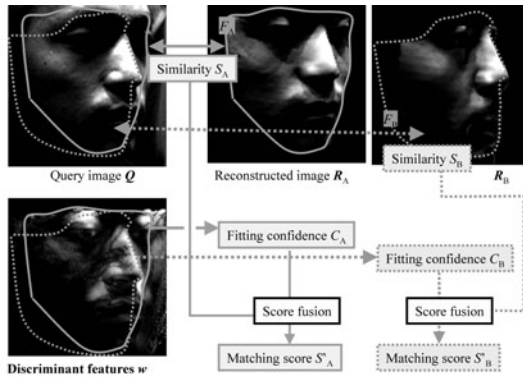 F_A
Similarity S_A
F_B
Similarity S_B
Query image Q
Reconstructed image R_A
R_B
Fitting confidence C_A
Fitting confidence C_B
Score fusion
Score fusion
Matching score S'_A
Matching score S'_B
Discriminant features w